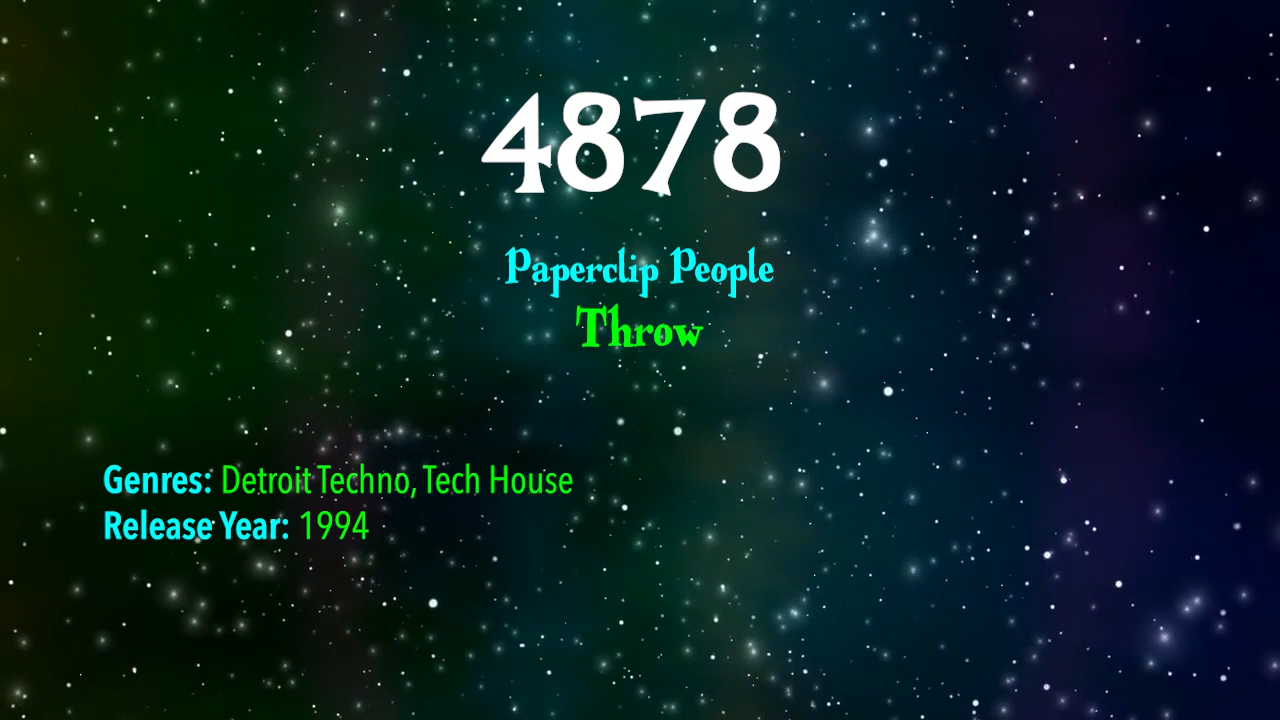 4878
Paperclip People
Throw
Genres: Detroit Techno, Tech House
Release Year: 1994